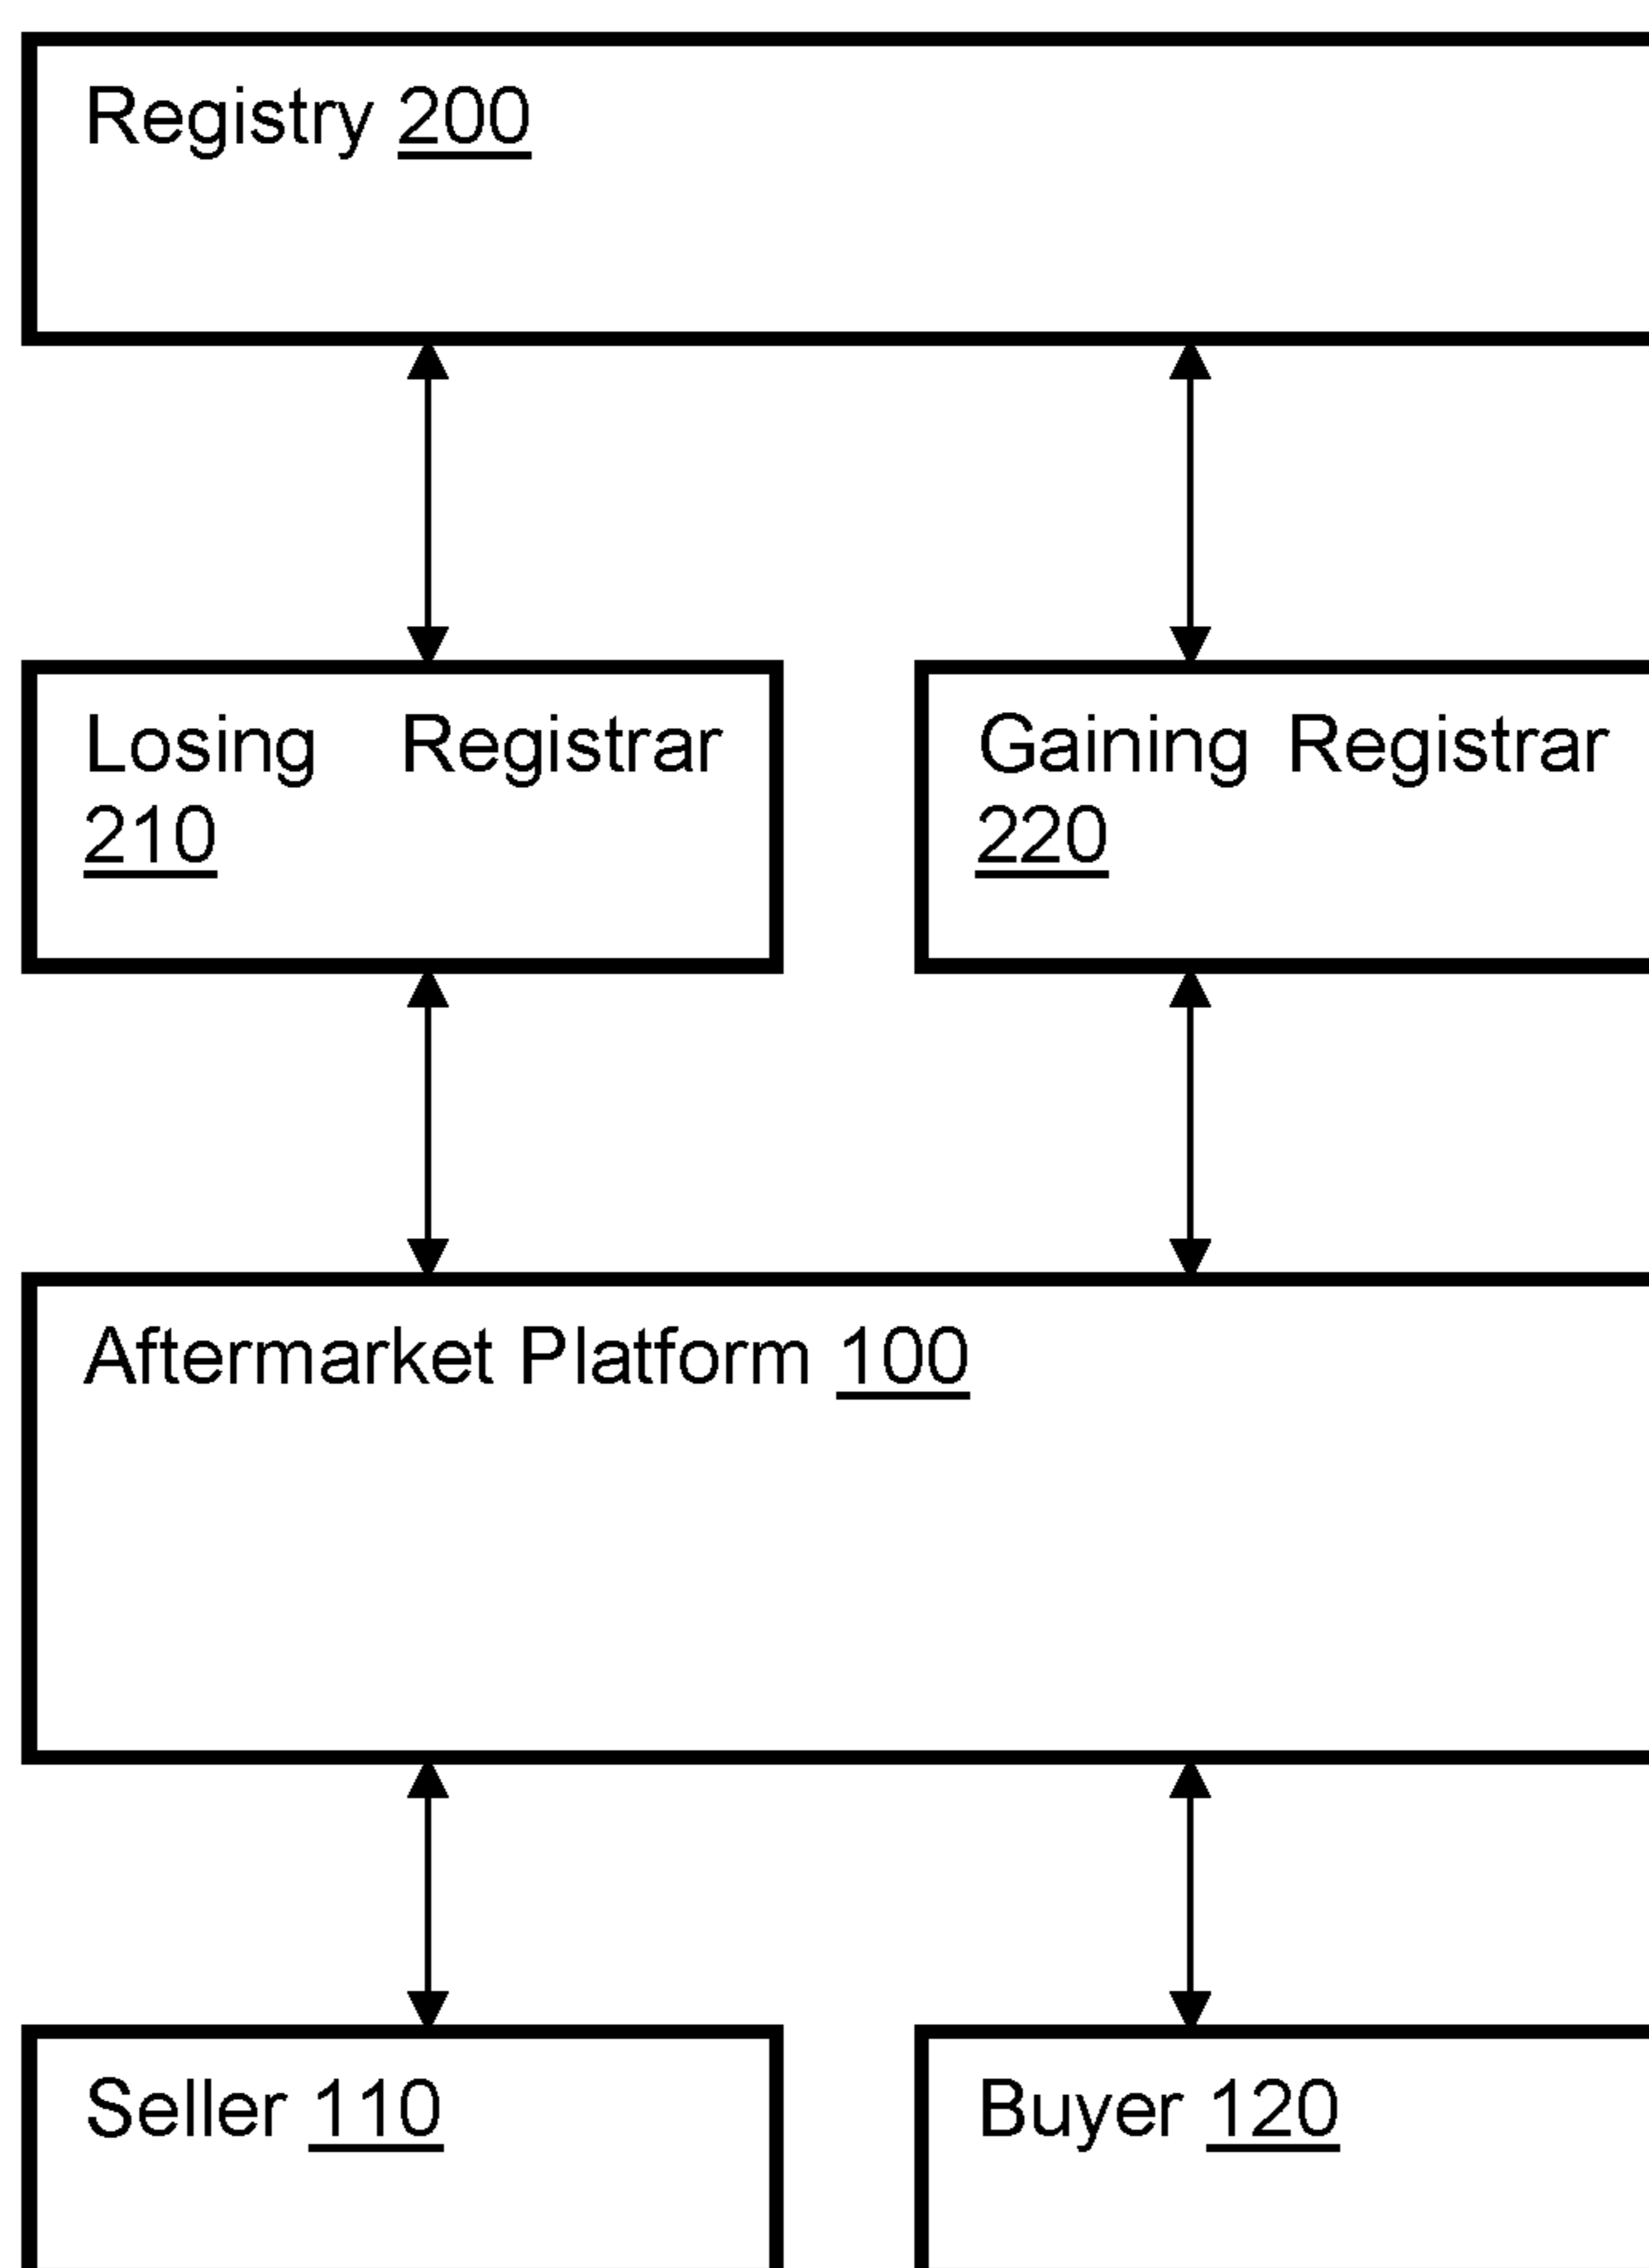 Registry 200
Losing Registrar
210
Gaining Registrar
220
Aftermarket Platform 100
Seller 110
Buyer 120